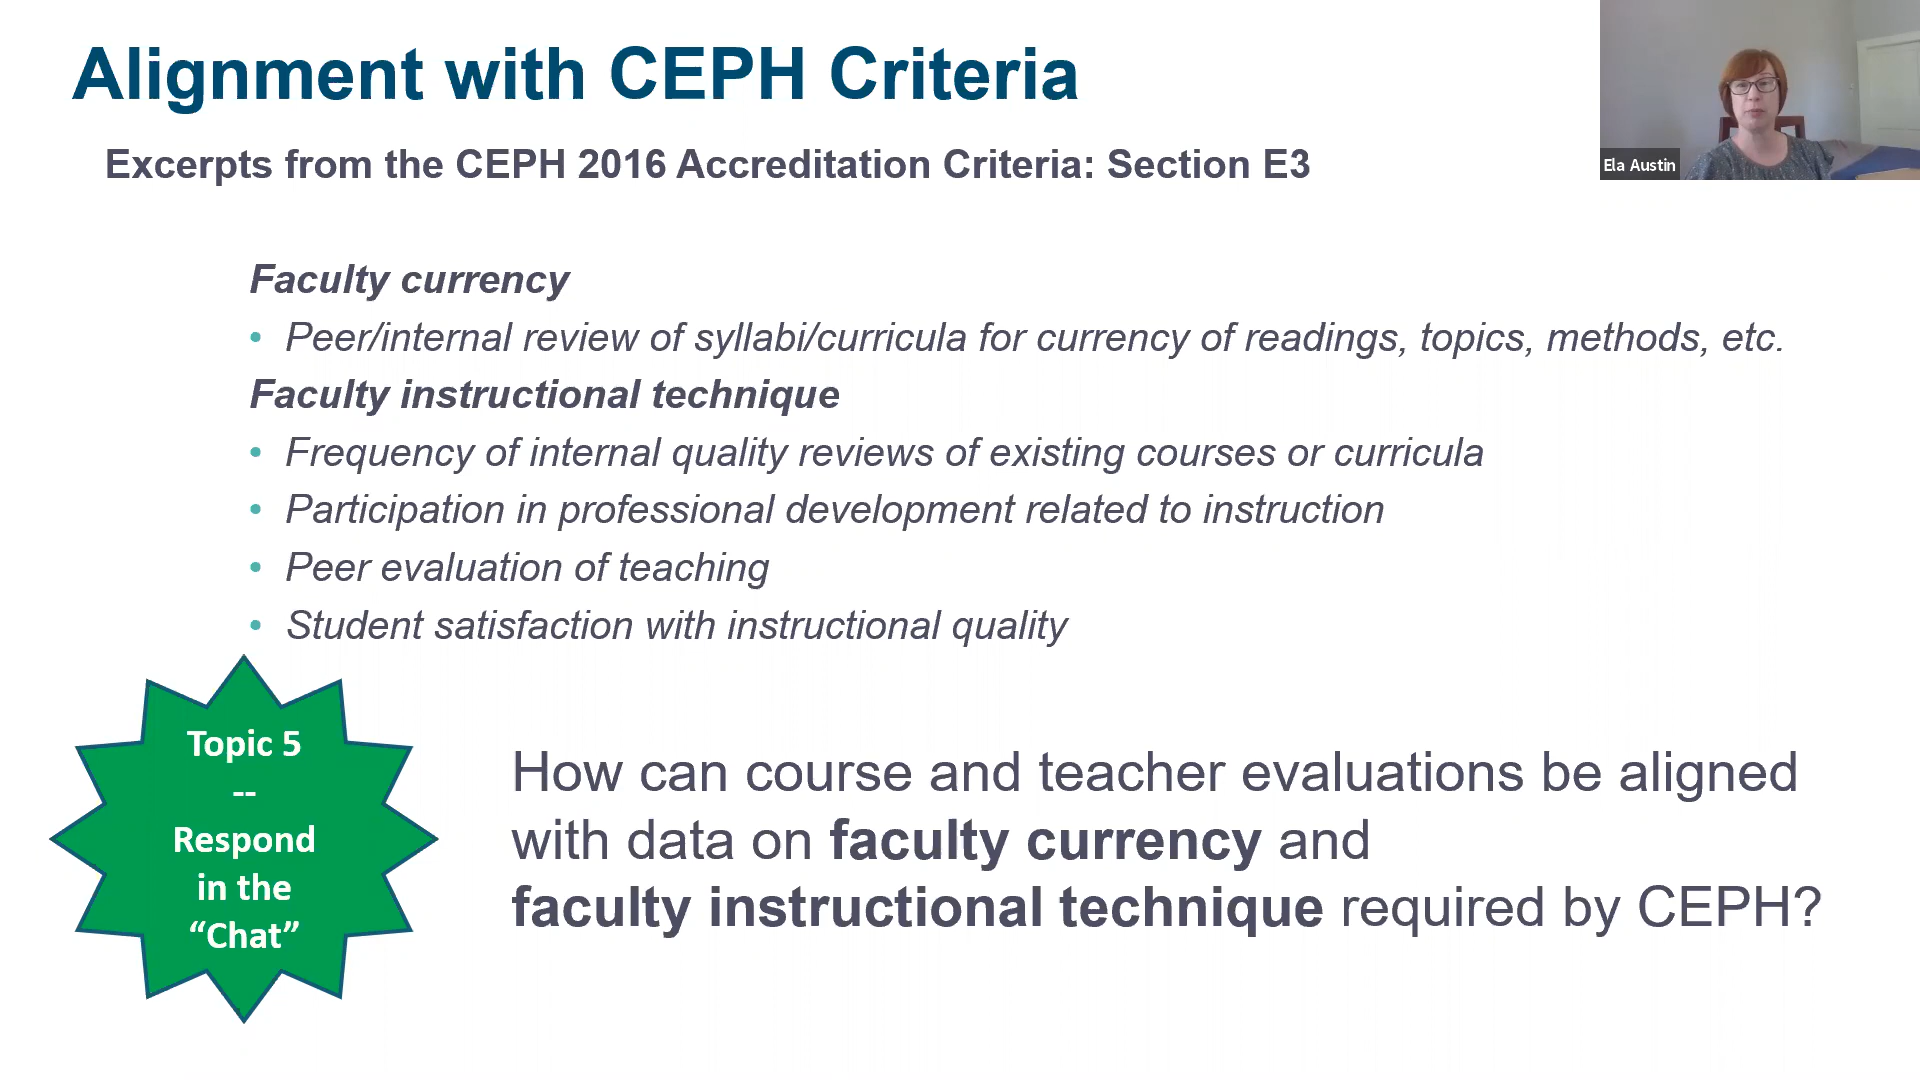 Alignment with CEPH Criteria
Ela Austin
Excerpts from the CEPH 2016 Accreditation Criteria: Section E3
Faculty currency
• Peer/internal review of syllabi/curricula for currency of readings, topics, methods, etc.
Faculty instructional technique
• Frequency of internal quality reviews of existing courses or curricula
• Participation in professional development related to instruction
• Peer evaluation of teaching
• Student satisfaction with instructional quality
Topic 5
--
Respond
in the
“Chat”
How can course and teacher evaluations be aligned
with data on faculty currency and
faculty instructional technique required by CEPH?